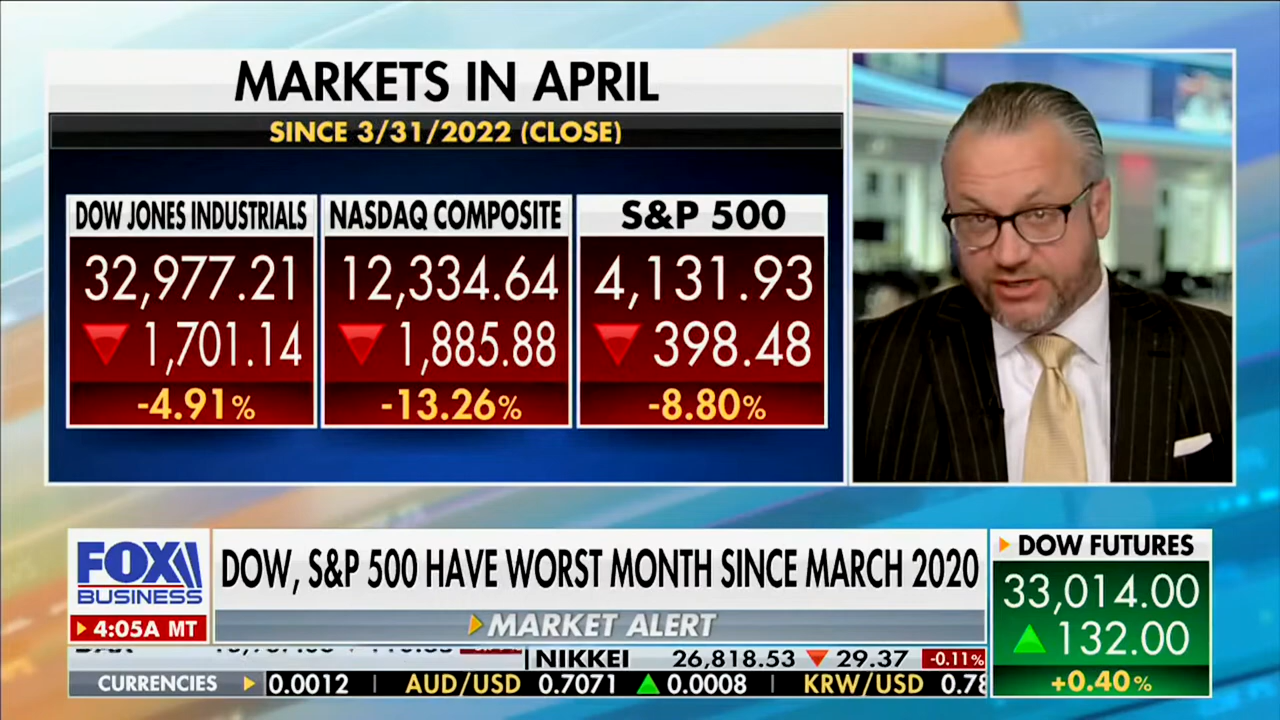 MARKETS IN APRIL
SINCE 3/31/2022 (CLOSE)
DOW JONES INDUSTRIALS
32,977.21
1,701.14
-4.91%
NASDAQ COMPOSITE
12,334.64
1,885.88
-13.26%
S&P 500
4,131.93
398.48
-8.80%
FOX
BUSINESS
4:05A MT
DOW, S&P 500 HAVE WORST MONTH SINCE MARCH 2020
MARKET ALERT
DOW FUTURES
33,014.00
132.00
+0.40%
NIKKEI 26,818.53 29.37 -0.11%
CURRENCIES 0.0012 AUD/USD 0.7071 0.0008 KRW/USD 0.78